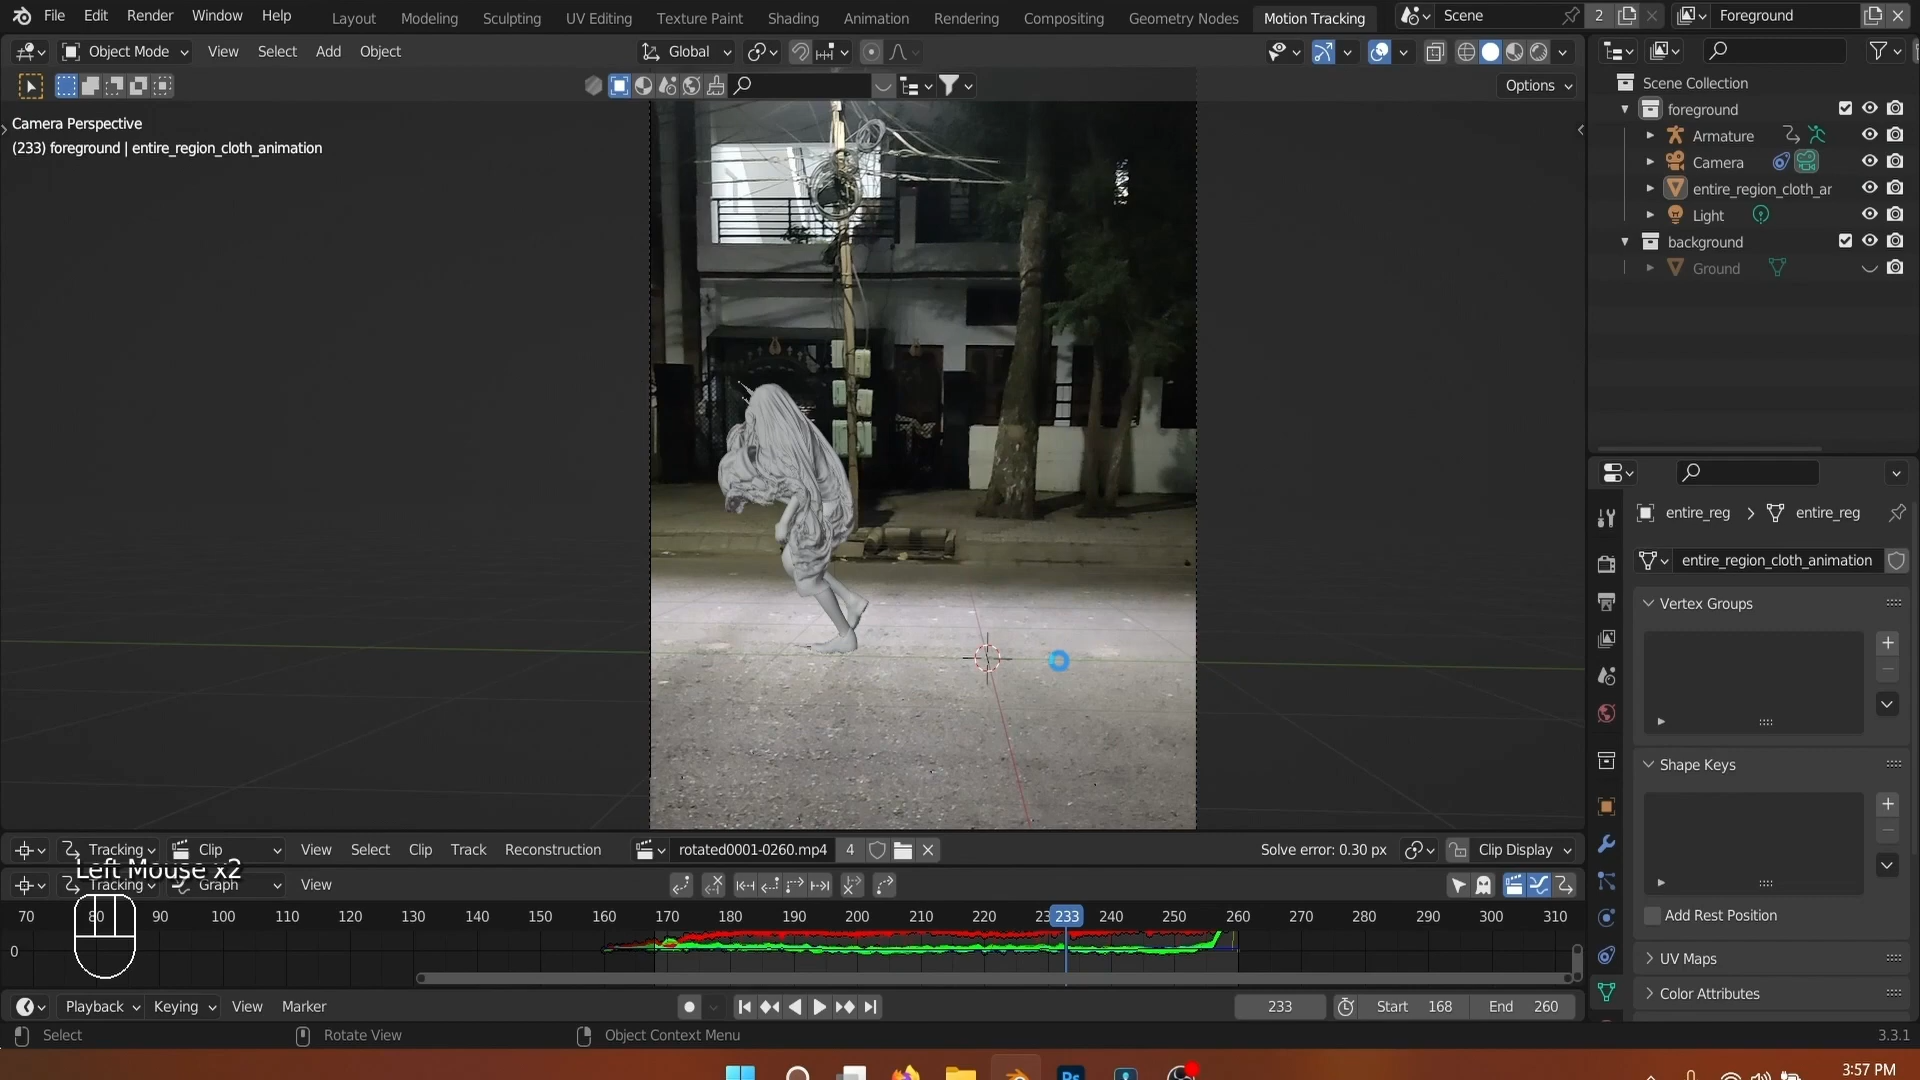 File Edit Render Window Help Layout Modeling Sculpting UV Editing Texture Paint Shading Animation Rendering Compositing Geometry Nodes Motion Tracking Scene 2 Foreground
Object Mode View Select Add Object Global
Options
Camera Perspective
(233) foreground | entire_region_cloth_animation
Scene Collection
foreground
Armature
Camera
entire_region_cloth_ar
Light
background
Ground
entire_reg > entire_reg
entire_region_cloth_animation
Vertex Groups
Shape Keys
Add Rest Position
UV Maps
Color Attributes
Tracking Clip View Select Clip Track Reconstruction rotated0001-0260.mp4 4 Solve error: 0.30 px Clip Display
Left Mouse x2
Tracking Graph View
70 80 90 100 110 120 130 140 150 160 170 180 190 200 210 220 23 233 240 250 260 270 280 290 300 310
0
Playback Keying View Marker 233 Start 168 End 260
Select Rotate View Object Context Menu 3.3.1
Ps
3:57 PM